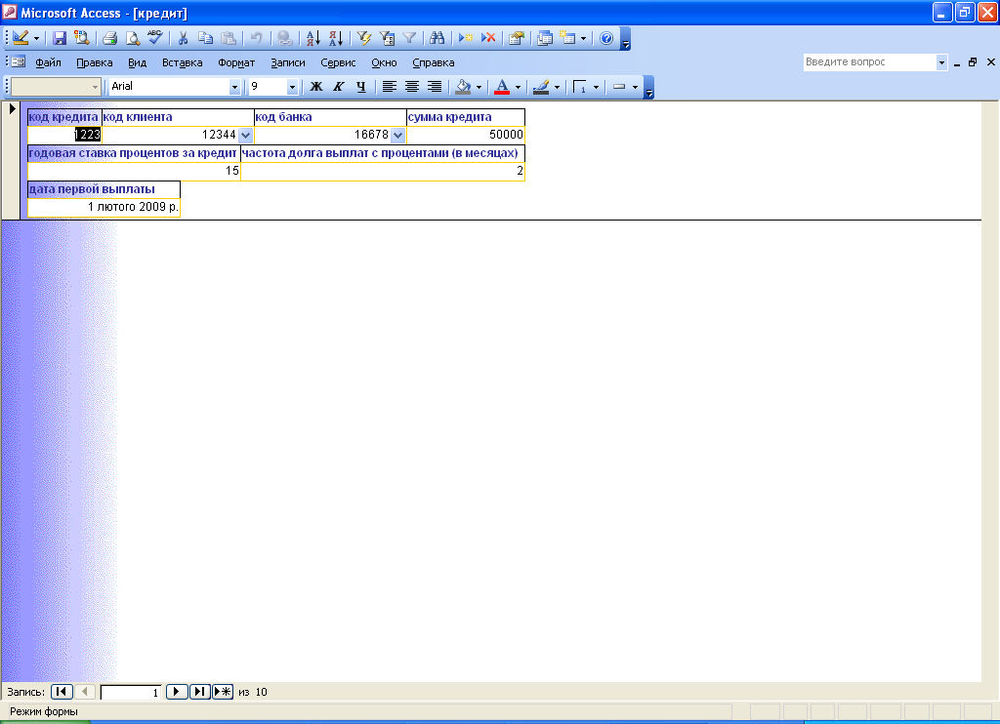 Microsoft Access - [кредит]
Файл Правка Вид Вставка Формат Записи Сервис Окно Справка Введите вопрос
Arial 9 Ж К Ч
код кредита код клиента код банка сумма кредита
1223 12344 16678 50000
годовая ставка процентов за кредит частота долга выплат с процентами (в месяцах)
15 2
дата первой выплаты
1 лютого 2009 р.
Запись: 1 из 10
Режим формы